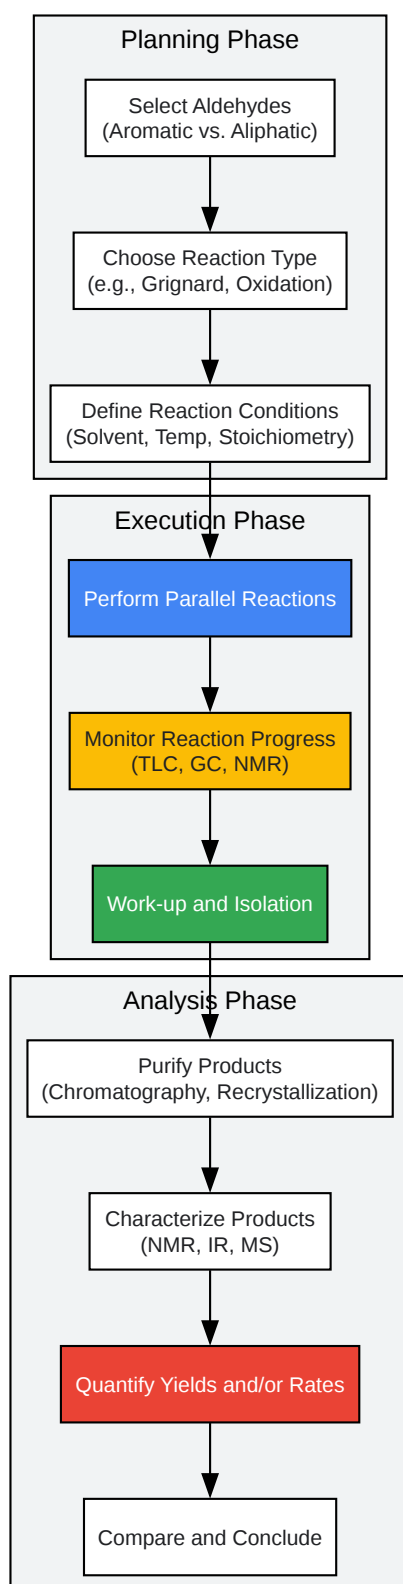 Planning Phase
Select Aldehydes
(Aromatic vs. Aliphatic)
Choose Reaction Type
(e.g., Grignard, Oxidation)
Define Reaction Conditions
(Solvent, Temp, Stoichiometry)
Execution Phase
Perform Parallel Reactions
Monitor Reaction Progress
(TLC, GC, NMR)
Work-up and Isolation
Analysis Phase
Purify Products
(Chromatography, Recrystallization)
Characterize Products
(NMR, IR, MS)
Quantify Yields and/or Rates
Compare and Conclude